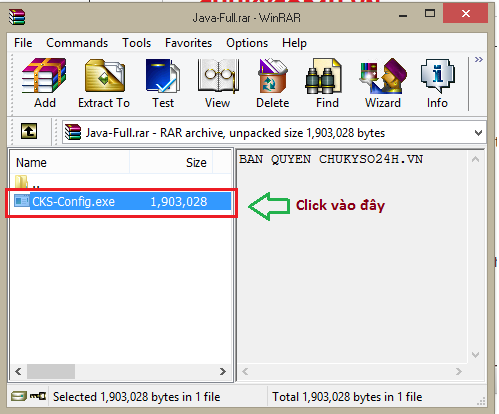 Java-Full.rar - WinRAR
File Commands Tools Favorites Options Help
Add Extract To Test View Delete Find Wizard Info
Java-Full.rar - RAR archive, unpacked size 1,903,028 bytes
Name Size
BAN QUYEN CHUKYSO24H.VN
..
CKS-Config.exe 1,903,028
Click vào đây
Selected 1,903,028 bytes in 1 file
Total 1,903,028 bytes in 1 file